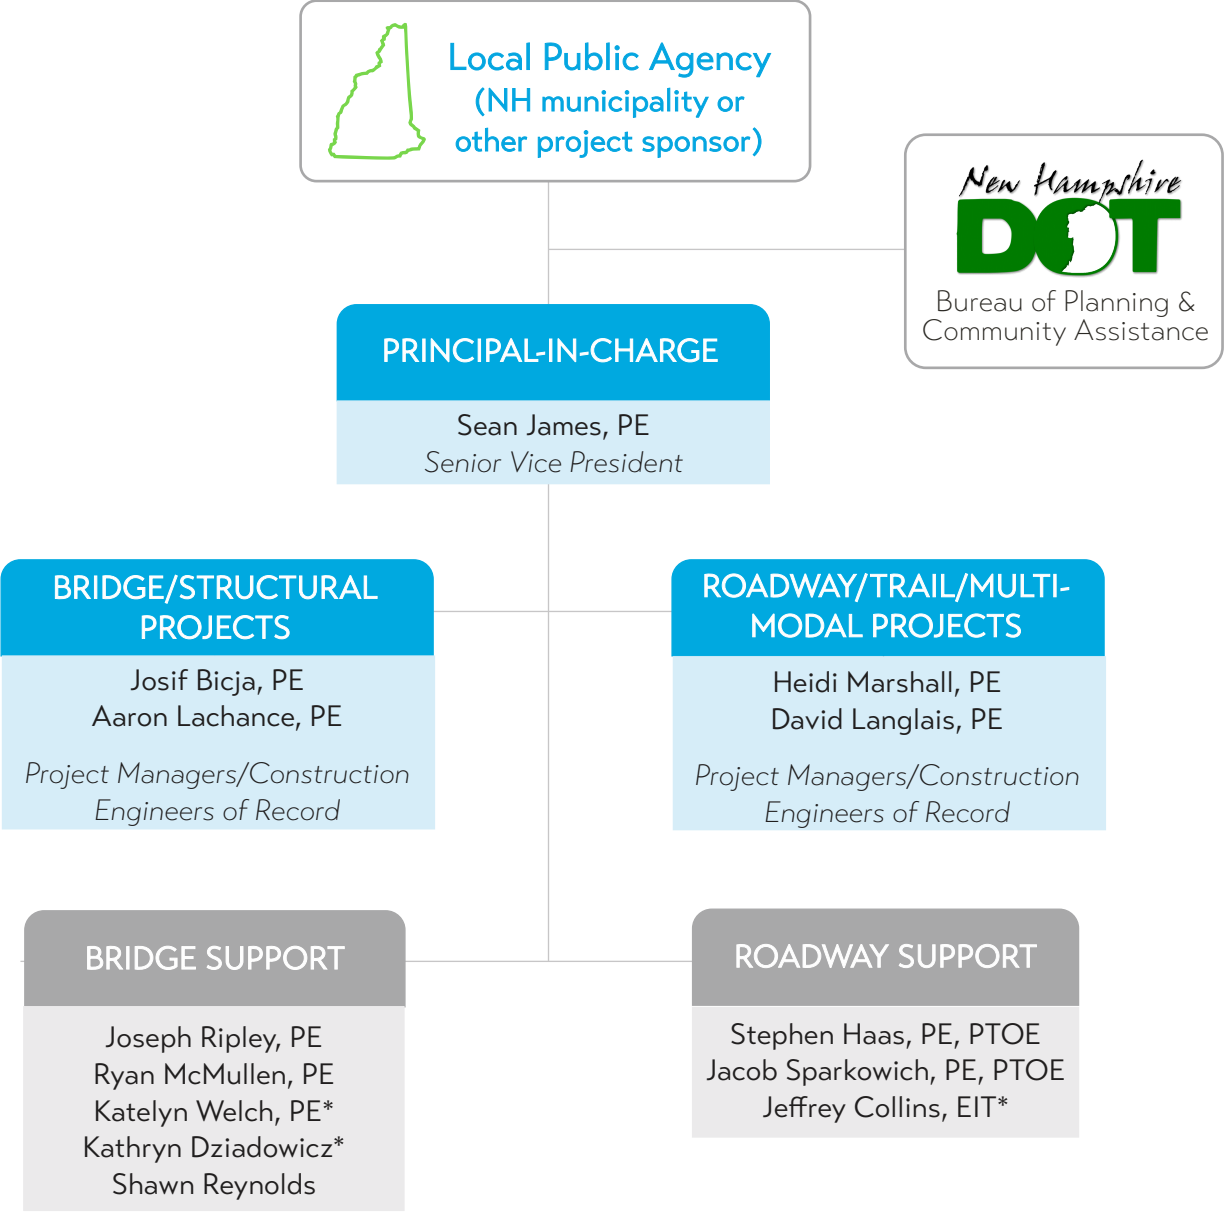 Local Public Agency
(NH municipality or
other project sponsor)
New Hampshire
DOT
Bureau of Planning &
Community Assistance
PRINCIPAL-IN-CHARGE
Sean James, PE
Senior Vice President
BRIDGE/STRUCTURAL
PROJECTS
Josif Bicja, PE
Aaron Lachance, PE
Project Managers/Construction
Engineers of Record
ROADWAY/TRAIL/MULTI-
MODAL PROJECTS
Heidi Marshall, PE
David Langlais, PE
Project Managers/Construction
Engineers of Record
BRIDGE SUPPORT
Joseph Ripley, PE
Ryan McMullen, PE
Katelyn Welch, PE*
Kathryn Dziadowicz*
Shawn Reynolds
ROADWAY SUPPORT
Stephen Haas, PE, PTOE
Jacob Sparkowich, PE, PTOE
Jeffrey Collins, EIT*